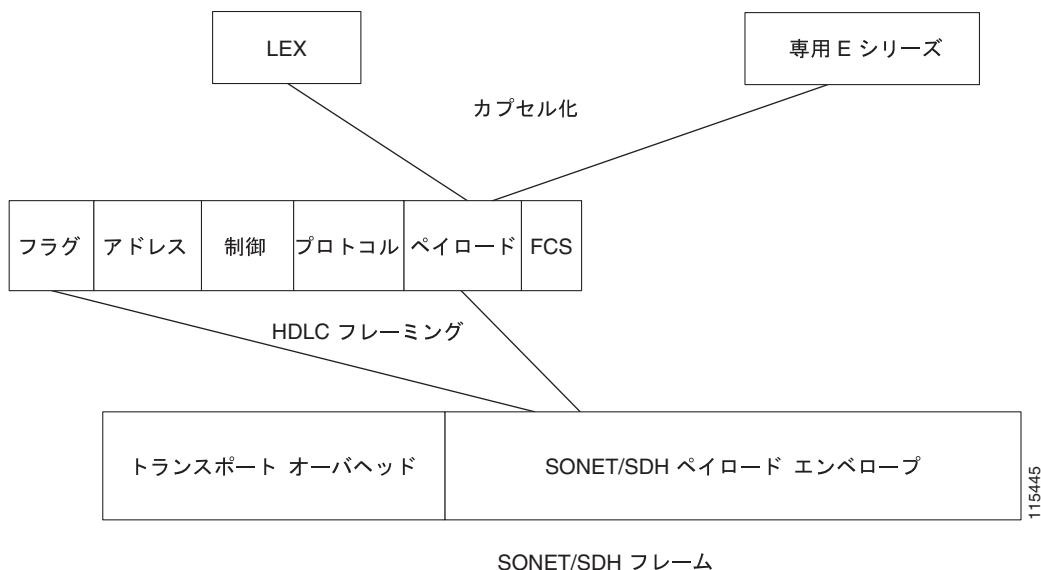 LEX
専用 E シリーズ
カプセル化
フラグ アドレス 制御 プロトコル ペイロード FCS
HDLC フレーミング
トランスポート オーバヘッド SONET/SDH ペイロード エンベロープ
115445
SONET/SDH フレーム